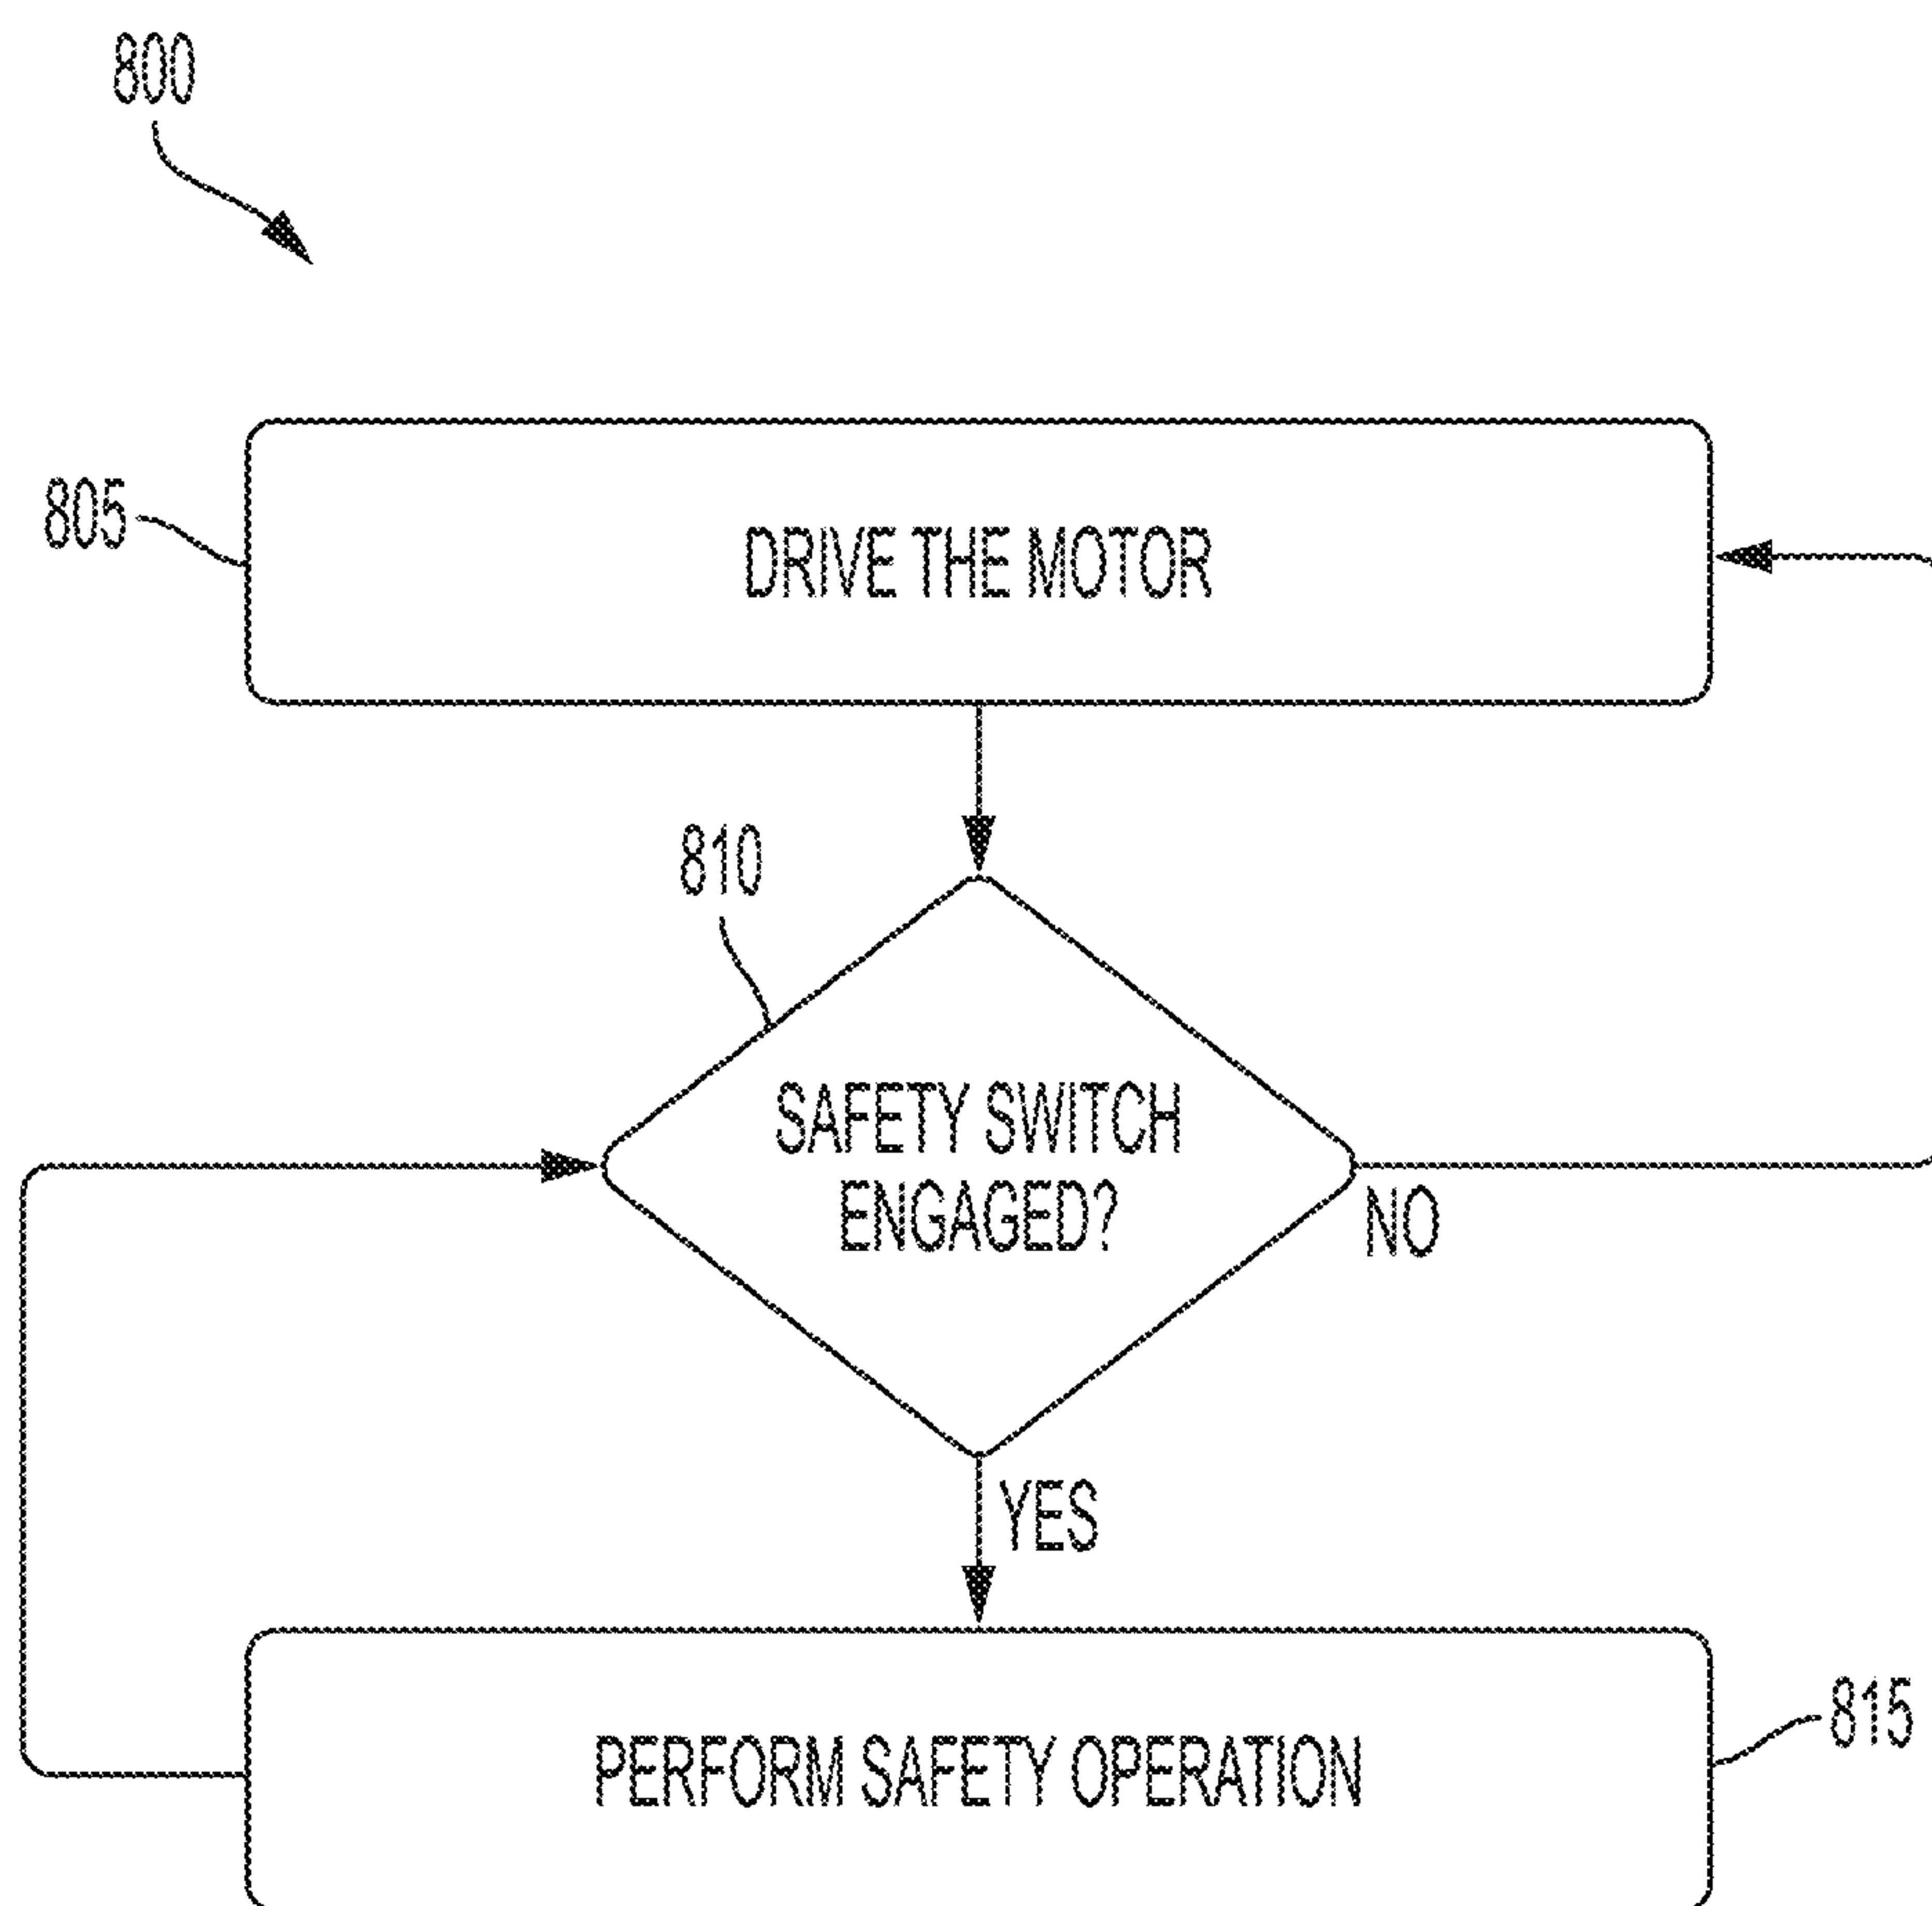 800
805
DRIVE THE MOTOR
810
SAFETY SWITCH
ENGAGED?
NO
YES
815
PERFORM SAFETY OPERATION